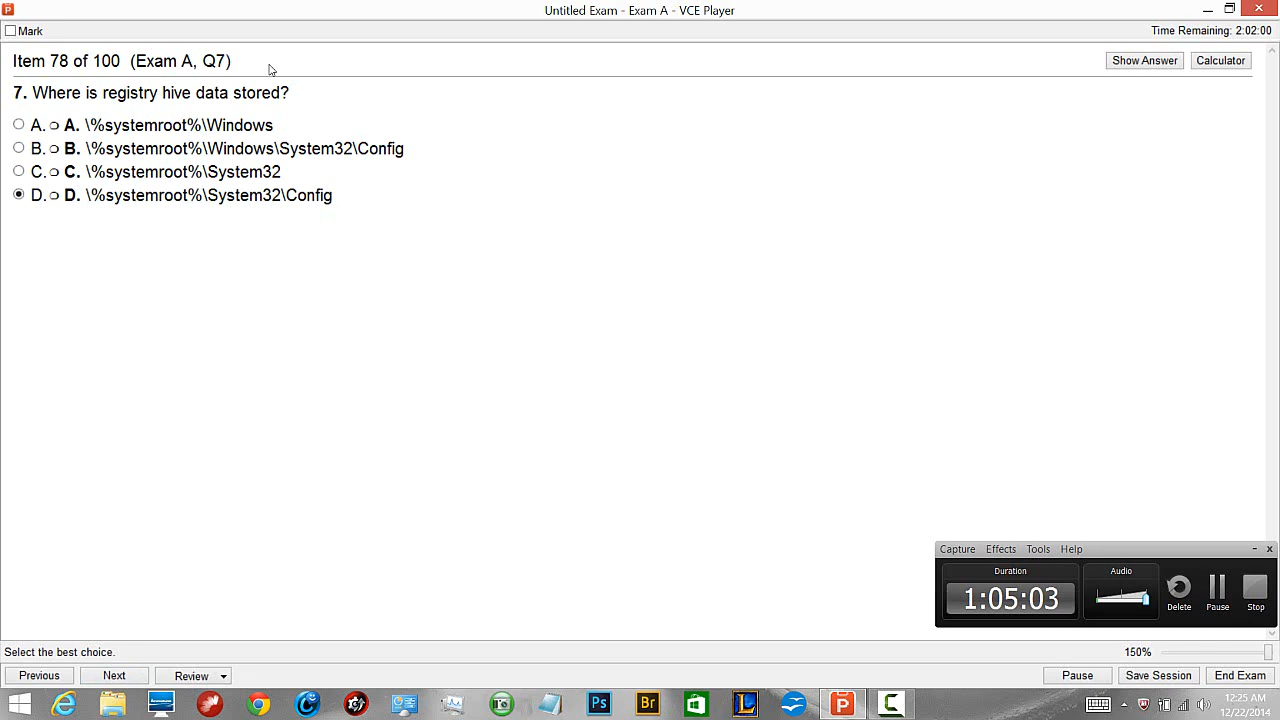 Untitled Exam - Exam A - VCE Player
Mark
Time Remaining: 2:02:00
Item 78 of 100 (Exam A, Q7)
Show Answer
Calculator
7. Where is registry hive data stored?
A. A. \%systemroot%\Windows
B. B. \%systemroot%\Windows\System32\Config
C. C. \%systemroot%\System32
D. D. \%systemroot%\System32\Config
Capture Effects Tools Help
Duration
Audio
1:05:03
Delete
Pause
Stop
Select the best choice.
150%
Previous
Next
Review
Pause
Save Session
End Exam
Ps
Br
L
12:25 AM
12/22/2014